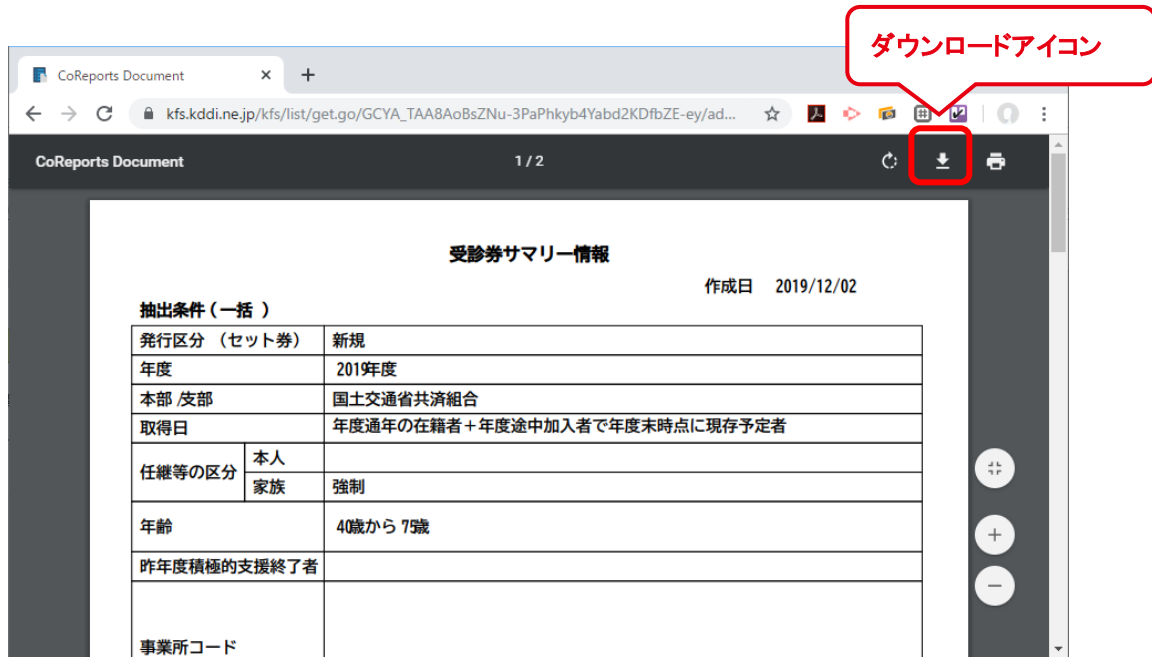 ダウンロードアイコン
CoReports Document
kfs.kddi.ne.jp/kfs/list/get.go/GCYA_TAA8AoBsZNu-3PaPhkyb4Yabd2KDfbZE-ey/ad...
CoReports Document 1 / 2
受診券サマリー情報
作成日 2019/12/02
抽出条件 ( 一括 )
発行区分 （セット券） 新規
年度 2019年度
本部 /支部 国土交通省共済組合
取得日 年度通年の在籍者＋年度途中加入者で年度末時点に現存予定者
任継等の区分 本人
家族 強制
年齢 40歳から 75歳
昨年度積極的支援終了者
事業所コード